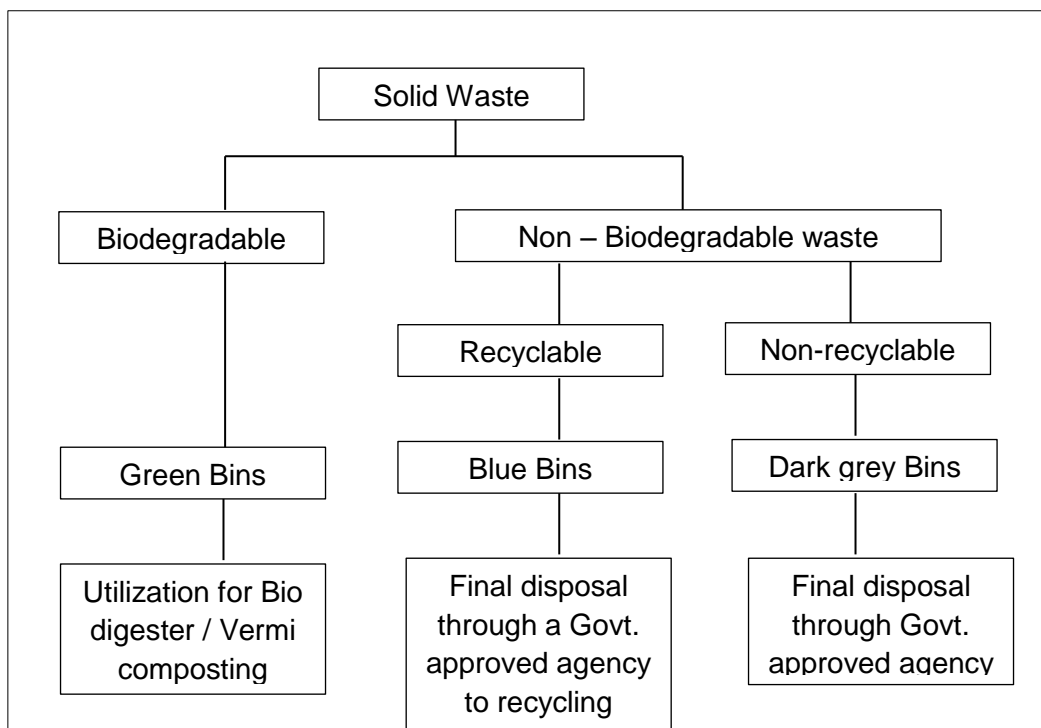 Solid Waste
Biodegradable
Non – Biodegradable waste
Recyclable
Non-recyclable
Green Bins
Blue Bins
Dark grey Bins
Utilization for Bio
digester / Vermi
composting
Final disposal
through a Govt.
approved agency
to recycling
Final disposal
through Govt.
approved agency